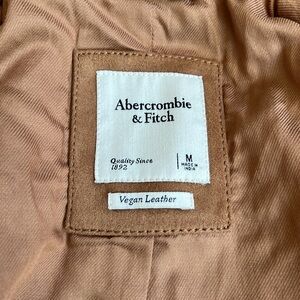 Abercrombie
& Fitch
Quality Since
1892
M
MADE IN
INDIA
Vegan Leather